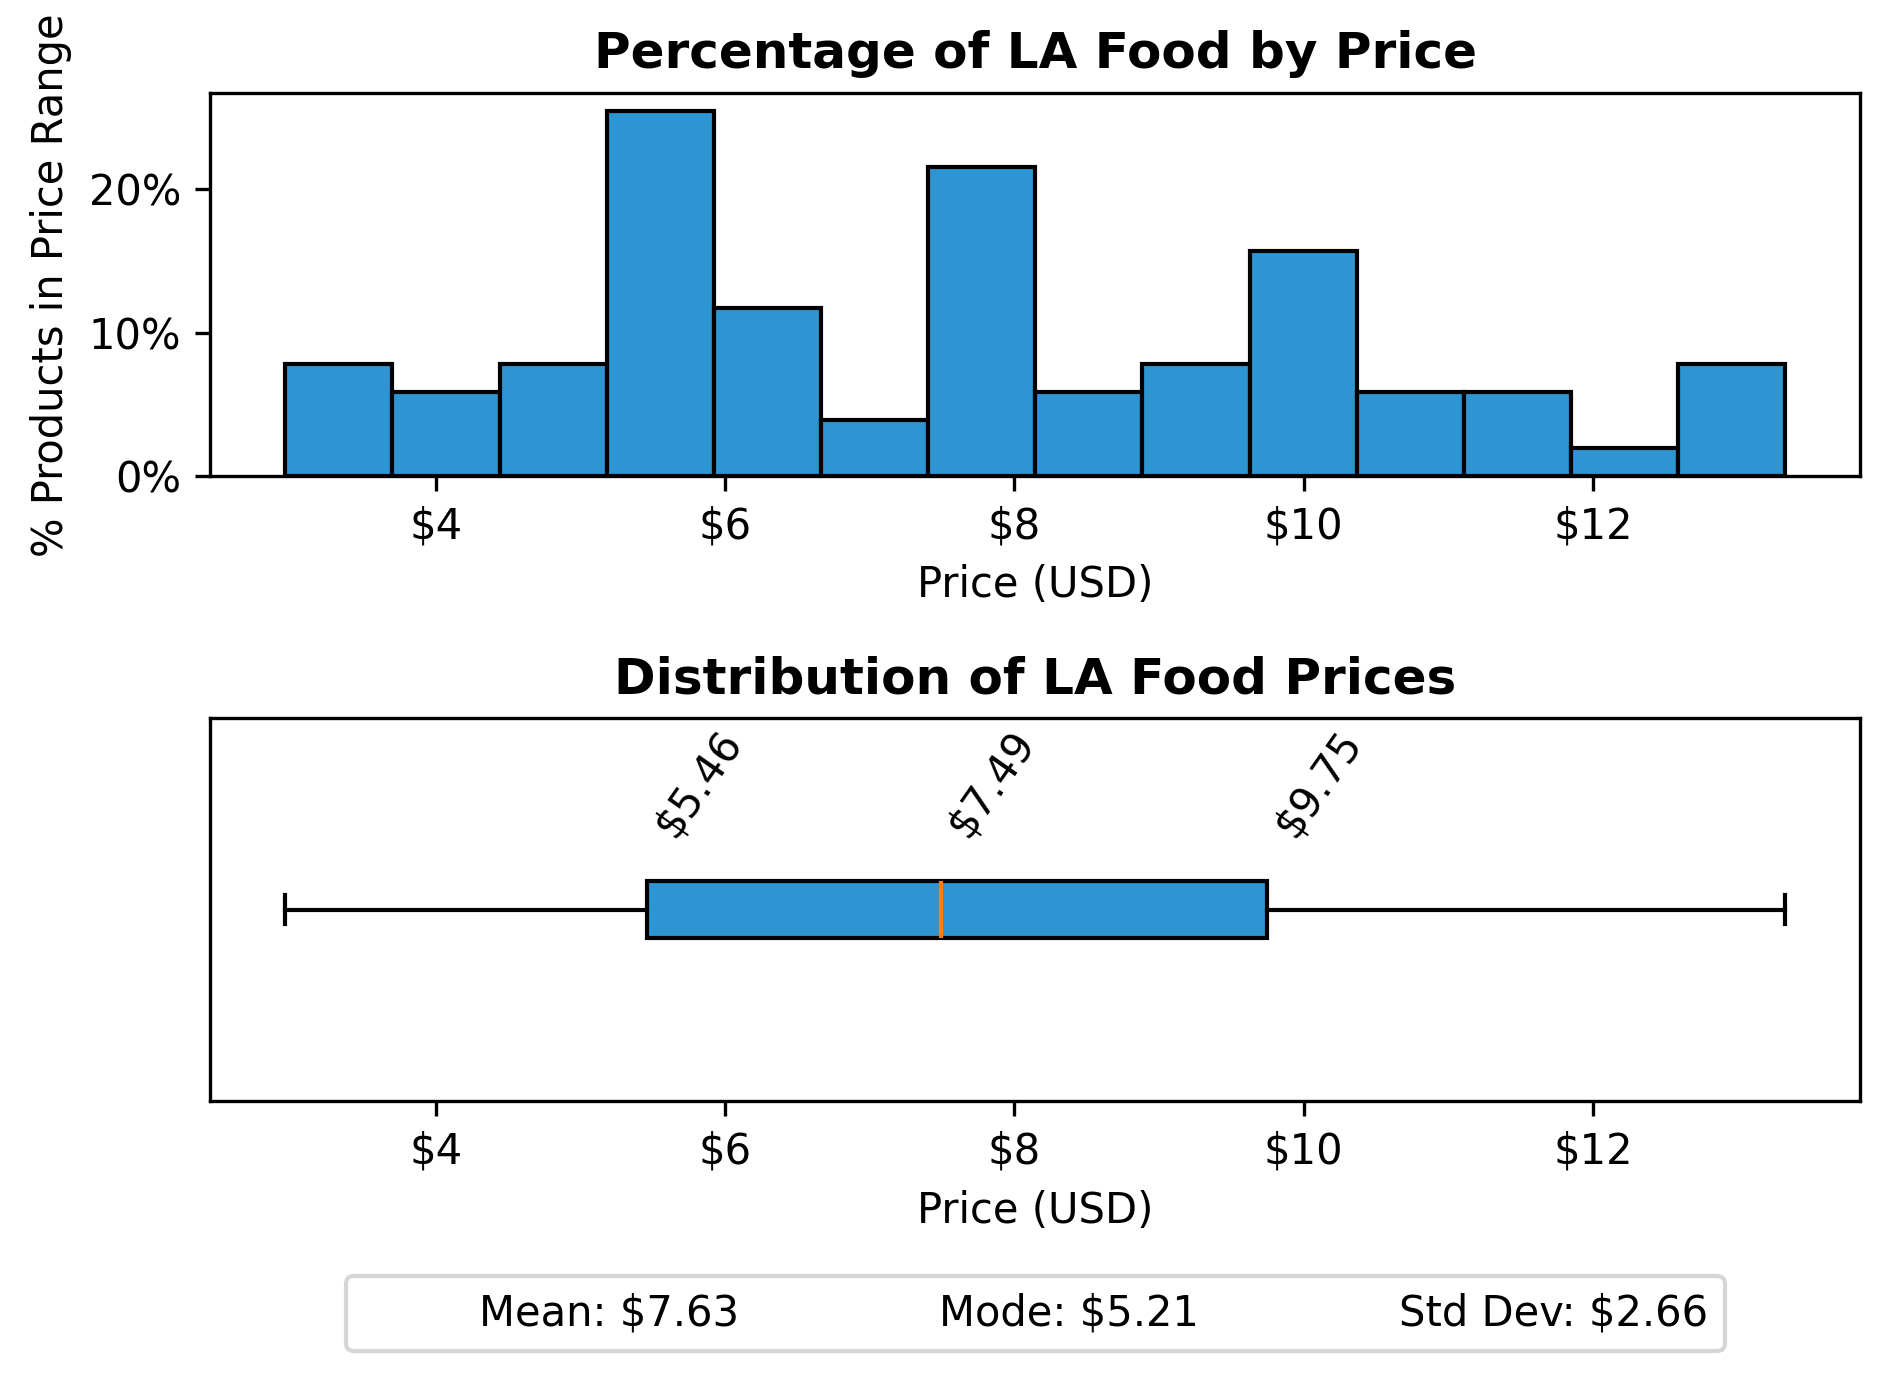 Percentage of LA Food by Price
% Products in Price Range
20%
10%
0%
$4 $6 $8 $10 $12
Price (USD)
Distribution of LA Food Prices
$5.46 $7.49 $9.75
$4 $6 $8 $10 $12
Price (USD)
Mean: $7.63 Mode: $5.21 Std Dev: $2.66